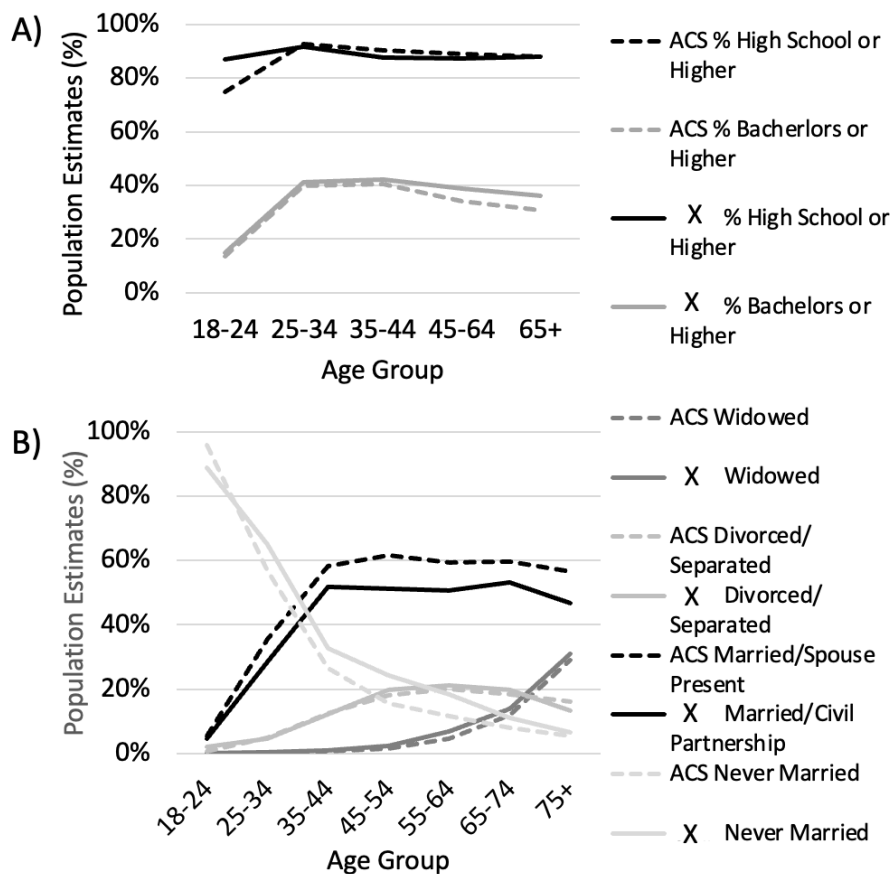 A)
100%
80%
60%
40%
20%
0%
Population Estimates (%)
18-24 25-34 35-44 45-64 65+
Age Group
ACS % High School or
Higher
ACS % Bacherlors or
Higher
X % High School or
Higher
X % Bachelors or
Higher
B)
100%
80%
60%
40%
20%
0%
Population Estimates (%)
18-24 25-34 35-44 45-54 55-64 65-74 75+
Age Group
ACS Widowed
X Widowed
ACS Divorced/
Separated
X Divorced/
Separated
ACS Married/Spouse
Present
X Married/Civil
Partnership
ACS Never Married
X Never Married